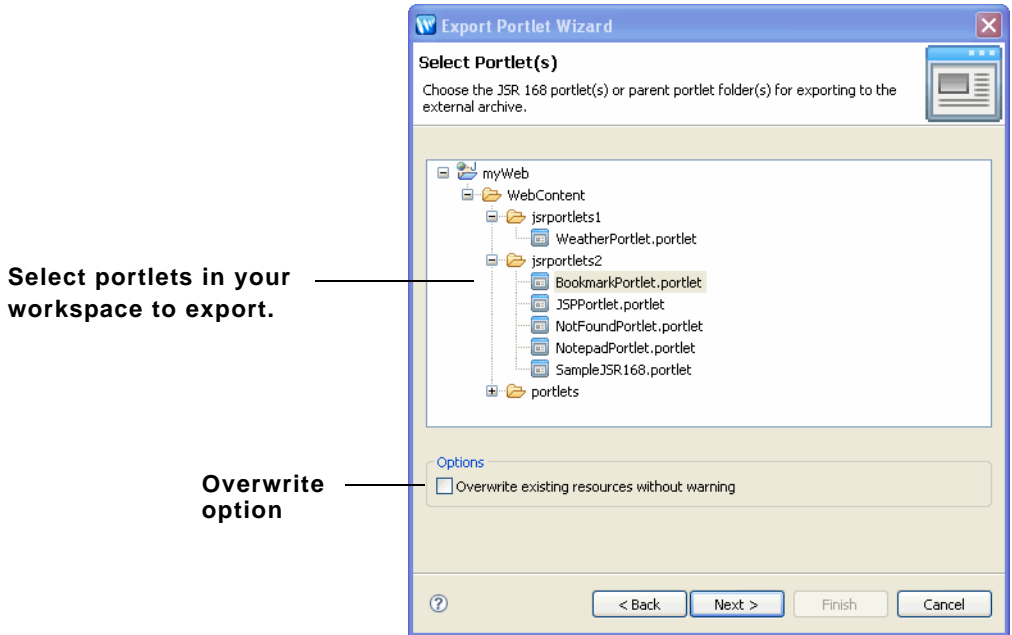 Export Portlet Wizard
Select Portlet(s)
Choose the JSR 168 portlet(s) or parent portlet folder(s) for exporting to the
external archive.
myWeb
WebContent
jsrportlets1
WeatherPortlet.portlet
jsrportlets2
BookmarkPortlet.portlet
JSPPortlet.portlet
NotFoundPortlet.portlet
NotepadPortlet.portlet
SampleJSR168.portlet
portlets
Select portlets in your
workspace to export.
Options
Overwrite existing resources without warning
Overwrite
option
?
< Back
Next >
Finish
Cancel